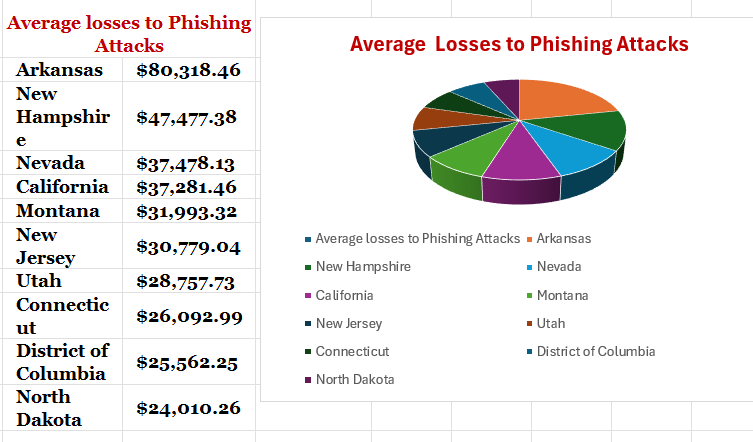 Average losses to Phishing
Attacks
Arkansas $80,318.46
New
Hampshir
e
$47,477.38
Nevada $37,478.13
California $37,281.46
Montana $31,993.32
New
Jersey
$30,779.04
Utah $28,757.73
Connectic
ut
$26,092.99
District of
Columbia
$25,562.25
North
Dakota
$24,010.26
Average Losses to Phishing Attacks
Average losses to Phishing Attacks Arkansas
New Hampshire Nevada
California Montana
New Jersey Utah
Connecticut District of Columbia
North Dakota